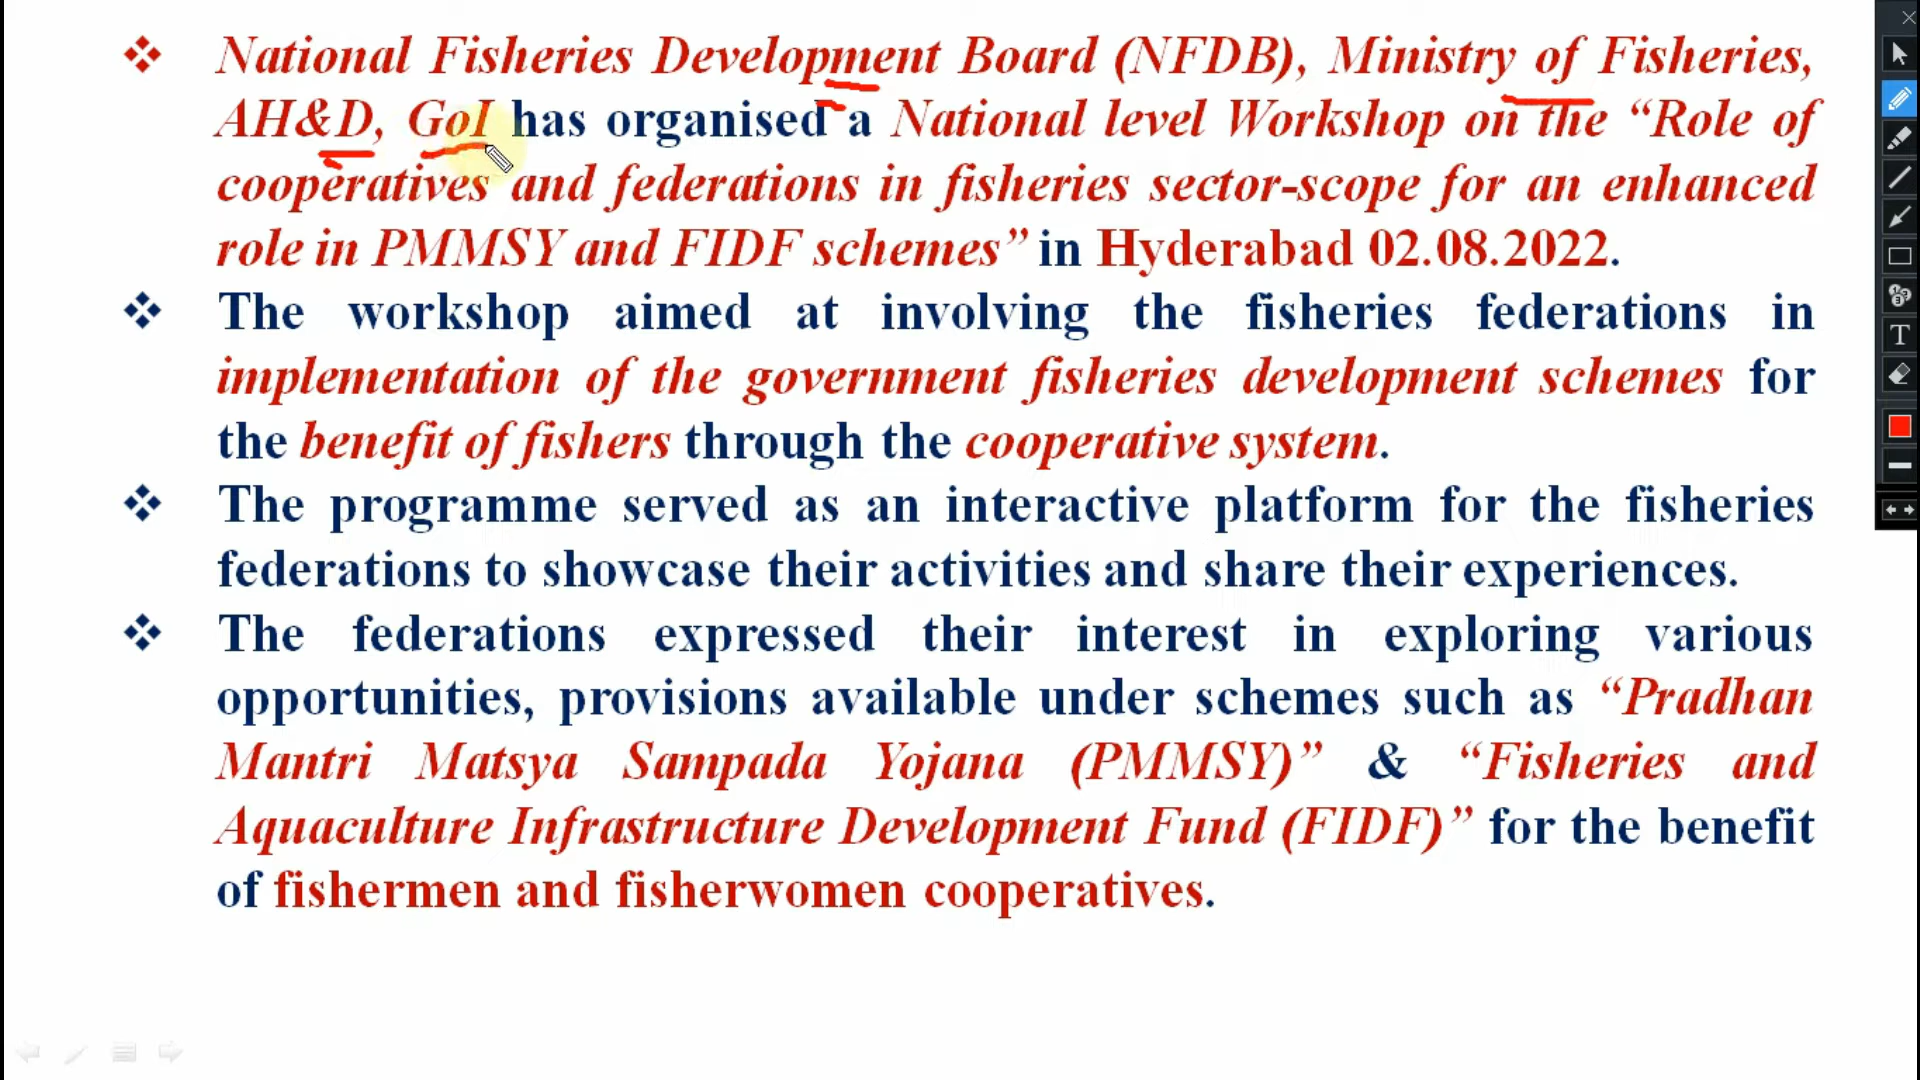 ❖ National Fisheries Development Board (NFDB), Ministry of Fisheries,
AH&D, GoI has organised a National level Workshop on the “Role of
cooperatives and federations in fisheries sector-scope for an enhanced
role in PMMSY and FIDF schemes” in Hyderabad 02.08.2022.
❖ The workshop aimed at involving the fisheries federations in
implementation of the government fisheries development schemes for
the benefit of fishers through the cooperative system.
❖ The programme served as an interactive platform for the fisheries
federations to showcase their activities and share their experiences.
❖ The federations expressed their interest in exploring various
opportunities, provisions available under schemes such as “Pradhan
Mantri Matsya Sampada Yojana (PMMSY)” & “Fisheries and
Aquaculture Infrastructure Development Fund (FIDF)” for the benefit
of fishermen and fisherwomen cooperatives.